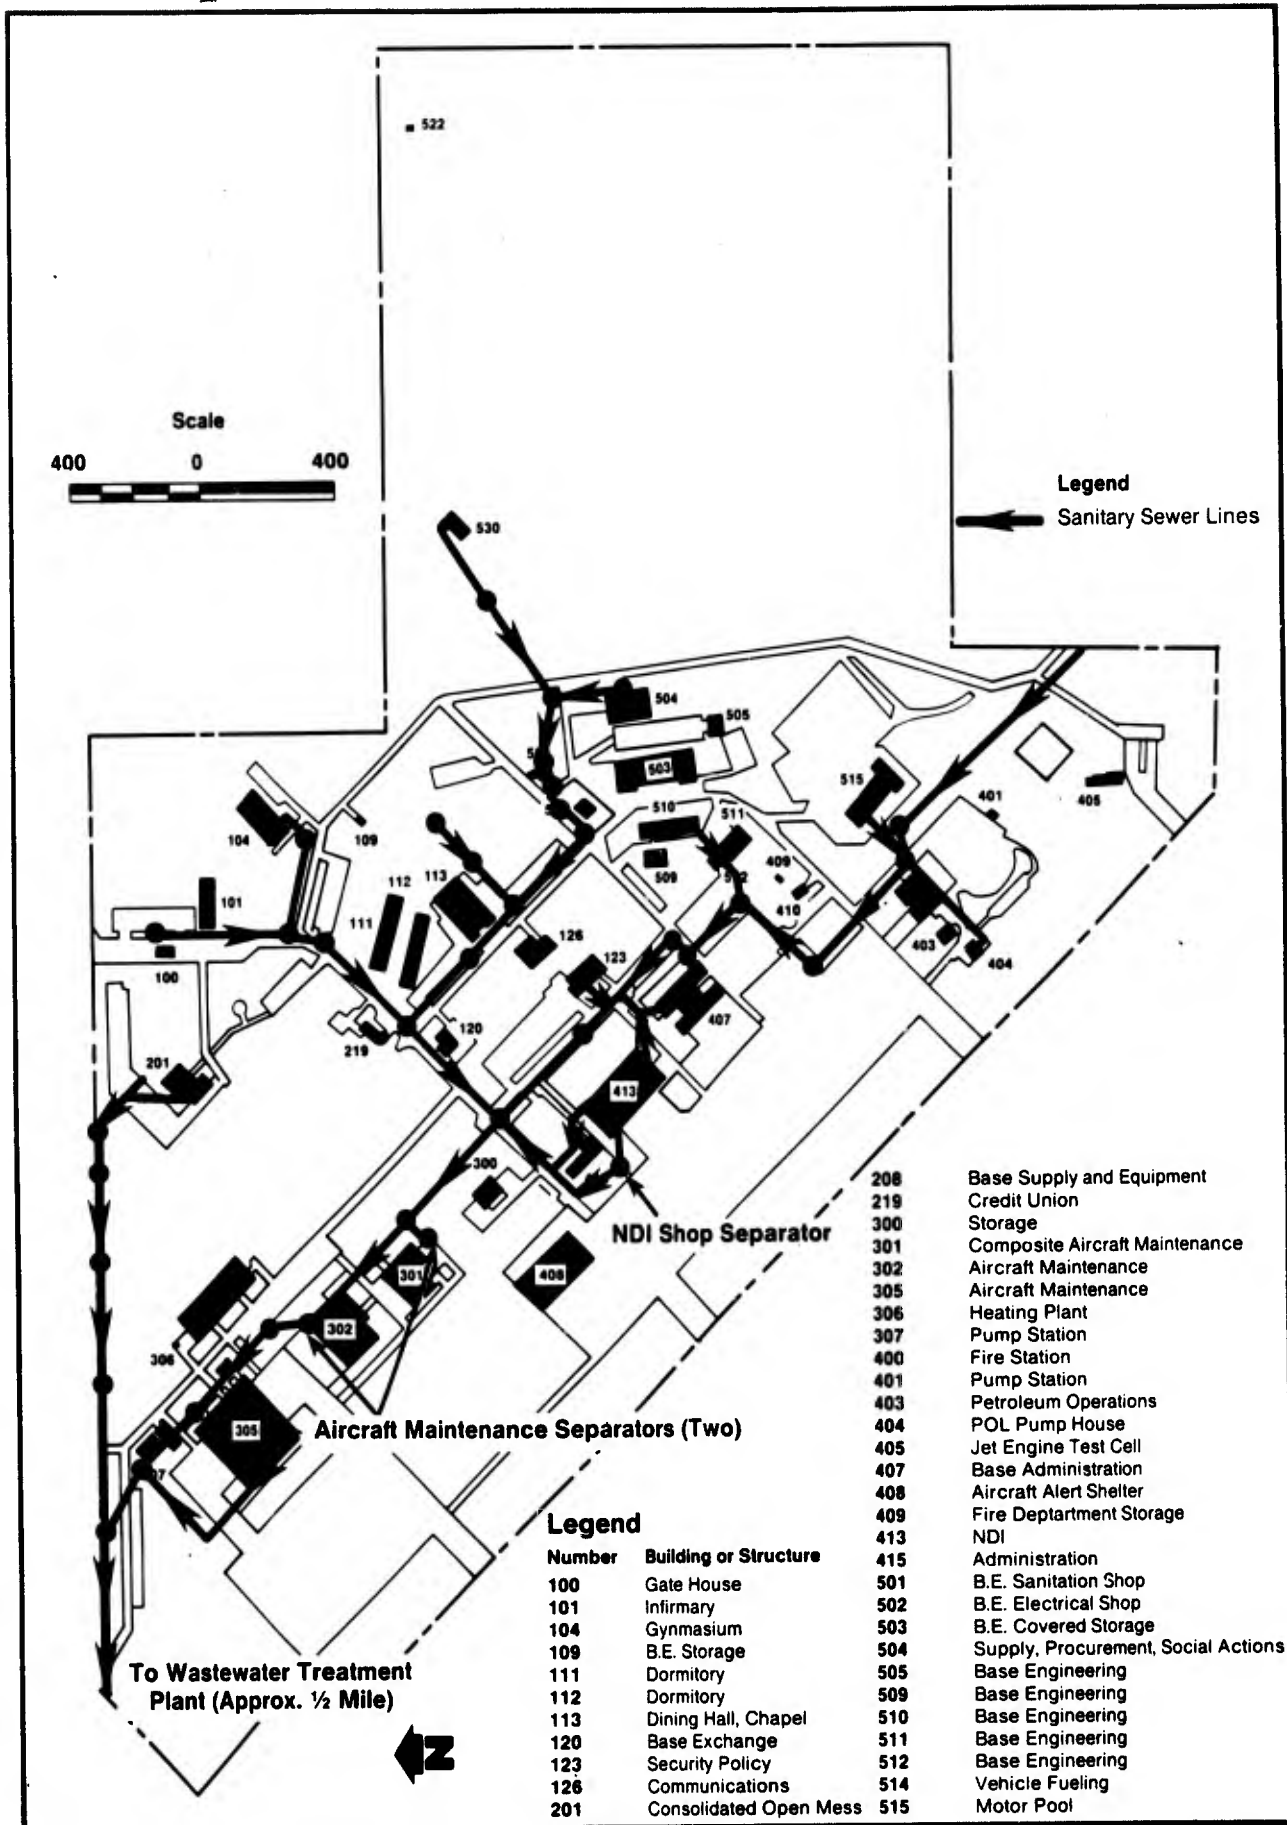 522
Scale
400 0 400
Legend
Sanitary Sewer Lines
530
504
505
503
515
405
401
510
511
104
109
409
509
410
112
113
101
111
126
403
404
100
123
407
120
219
201
413
300
NDI Shop Separator
408
301
302
306
305
Aircraft Maintenance Separators (Two)
To Wastewater Treatment
Plant (Approx. ½ Mile)
N
Legend
Number Building or Structure
100 Gate House
101 Infirmary
104 Gynmasium
109 B.E. Storage
111 Dormitory
112 Dormitory
113 Dining Hall, Chapel
120 Base Exchange
123 Security Policy
126 Communications
201 Consolidated Open Mess
208 Base Supply and Equipment
219 Credit Union
300 Storage
301 Composite Aircraft Maintenance
302 Aircraft Maintenance
305 Aircraft Maintenance
306 Heating Plant
307 Pump Station
400 Fire Station
401 Pump Station
403 Petroleum Operations
404 POL Pump House
405 Jet Engine Test Cell
407 Base Administration
408 Aircraft Alert Shelter
409 Fire Deptartment Storage
413 NDI
415 Administration
501 B.E. Sanitation Shop
502 B.E. Electrical Shop
503 B.E. Covered Storage
504 Supply, Procurement, Social Actions
505 Base Engineering
509 Base Engineering
510 Base Engineering
511 Base Engineering
512 Base Engineering
514 Vehicle Fueling
515 Motor Pool